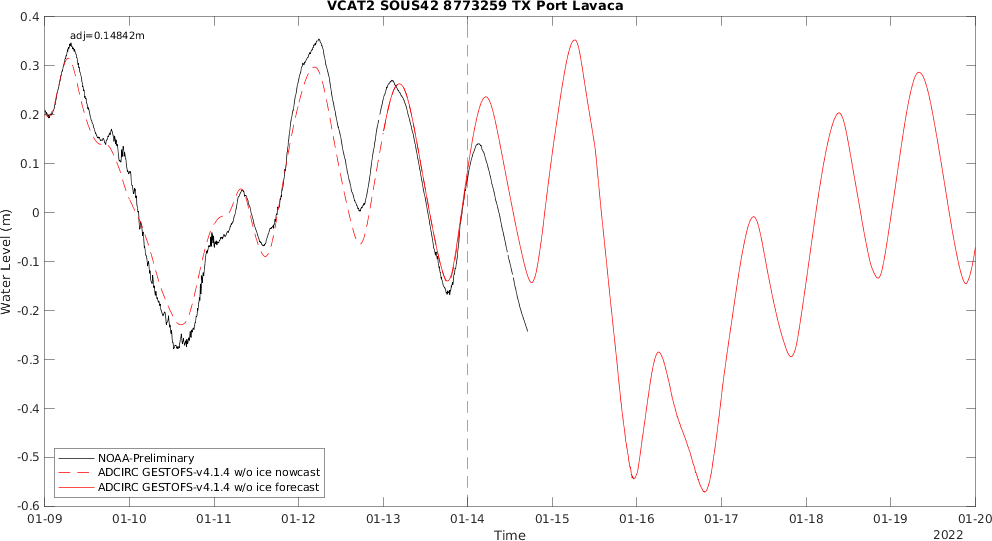 VCAT2 SOUS42 8773259 TX Port Lavaca
adj=0.14842m
0.4
0.3
0.2
0.1
0
-0.1
-0.2
-0.3
-0.4
-0.5
-0.6
Water Level (m)
NOAA-Preliminary
ADCIRC GESTOFS-v4.1.4 w/o ice nowcast
ADCIRC GESTOFS-v4.1.4 w/o ice forecast
01-09 01-10 01-11 01-12 01-13 01-14 01-15 01-16 01-17 01-18 01-19 01-20
Time
2022